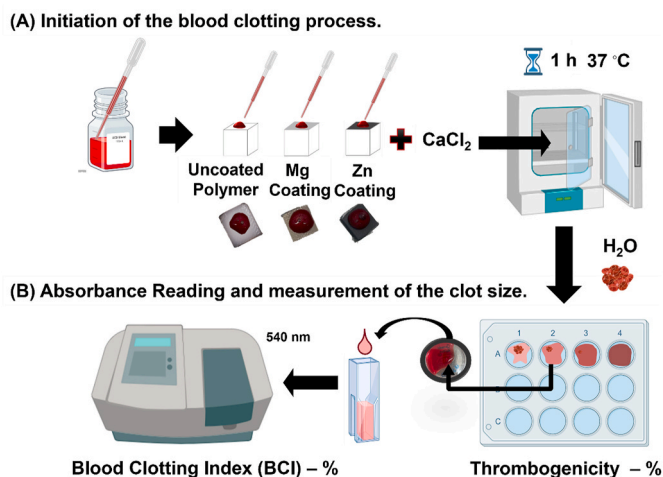 (A) Initiation of the blood clotting process.
1 h 37 °C
Uncoated Polymer
Mg Coating
Zn Coating
+ CaCl₂
H₂O
(B) Absorbance Reading and measurement of the clot size.
540 nm
1 2 3 4
A
C
Blood Clotting Index (BCI) – %
Thrombogenicity – %